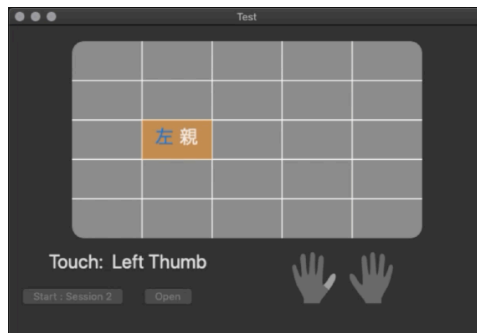 Test
左 親
Touch: Left Thumb
Start : Session 2
Open